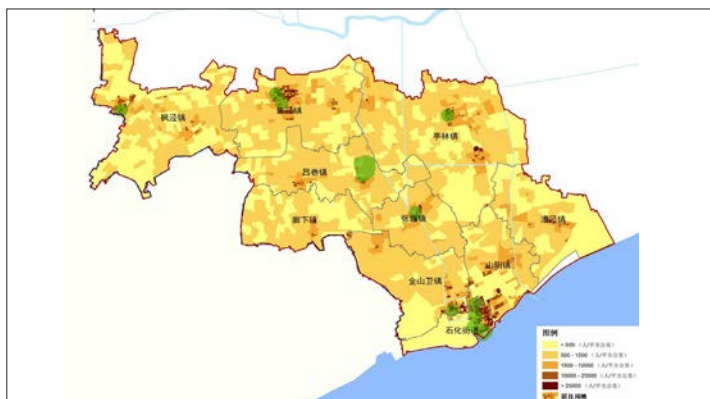 枫泾镇
朱泾镇
亭林镇
吕巷镇
廊下镇
张堰镇
漕泾镇
金山卫镇
山阳镇
石化街道
图例
< 500 （人/平方公里）
500 - 1500 （人/平方公里）
1500 - 10000 （人/平方公里）
10000 - 25000 （人/平方公里）
> 25000 （人/平方公里）
居住用地